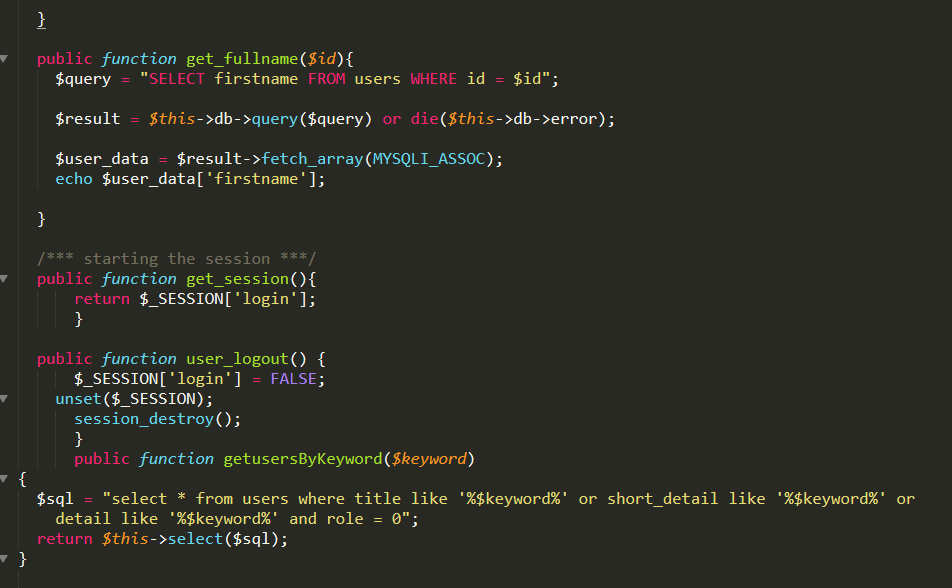 }
public function get_fullname($id){
$query = "SELECT firstname FROM users WHERE id = $id";
$result = $this->db->query($query) or die($this->db->error);
$user_data = $result->fetch_array(MYSQLI_ASSOC);
echo $user_data['firstname'];
}
/*** starting the session ***/
public function get_session(){
return $_SESSION['login'];
}
public function user_logout() {
$_SESSION['login'] = FALSE;
unset($_SESSION);
session_destroy();
}
public function getusersByKeyword($keyword)
{
$sql = "select * from users where title like '%$keyword%' or short_detail like '%$keyword%' or
detail like '%$keyword%' and role = 0";
return $this->select($sql);
}